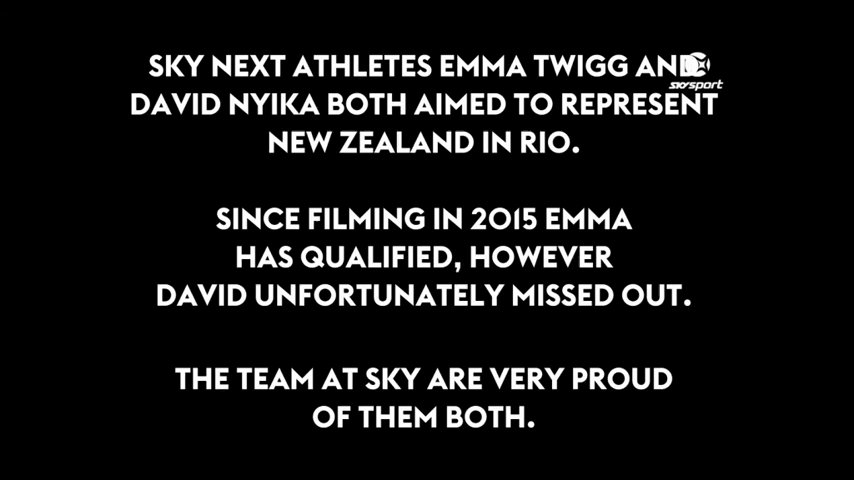 SKY NEXT ATHLETES EMMA TWIGG AND
sky sport
DAVID NYIKA BOTH AIMED TO REPRESENT
NEW ZEALAND IN RIO.
SINCE FILMING IN 2015 EMMA
HAS QUALIFIED, HOWEVER
DAVID UNFORTUNATELY MISSED OUT.
THE TEAM AT SKY ARE VERY PROUD
OF THEM BOTH.